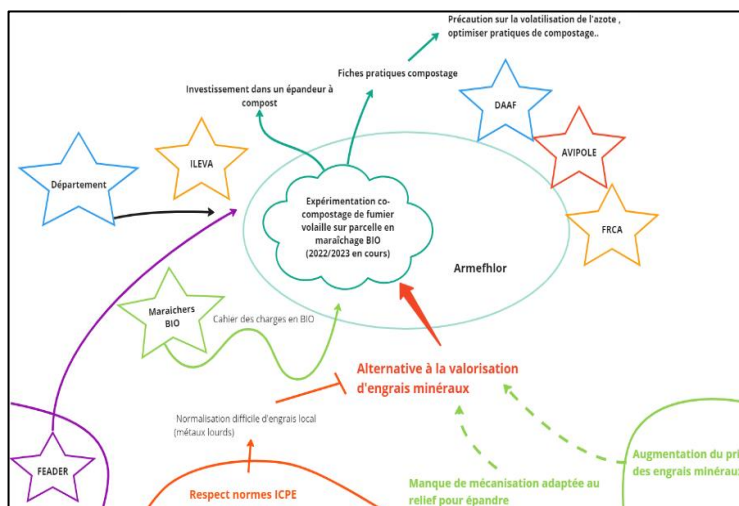 Précaution sur la volatilisation de l'azote ,
optimiser pratiques de compostage..
Fiches pratiques compostage
Investissement dans un épandeur à
compost
DAAF
ILEVA
AVIPOLE
Département
Expérimentation co-
compostage de fumier
volaille sur parcelle en
maraîchage BIO
(2022/2023 en cours)
FRCA
Armefhlor
Maraîchers
BIO
Cahier des charges en BIO
Alternative à la valorisation
d'engrais minéraux
Normalisation difficile d'engrais local
(métaux lourds)
FEADER
Augmentation du pri
des engrais minéraux
Manque de mécanisation adaptée au
relief pour épandre
Respect normes ICPE